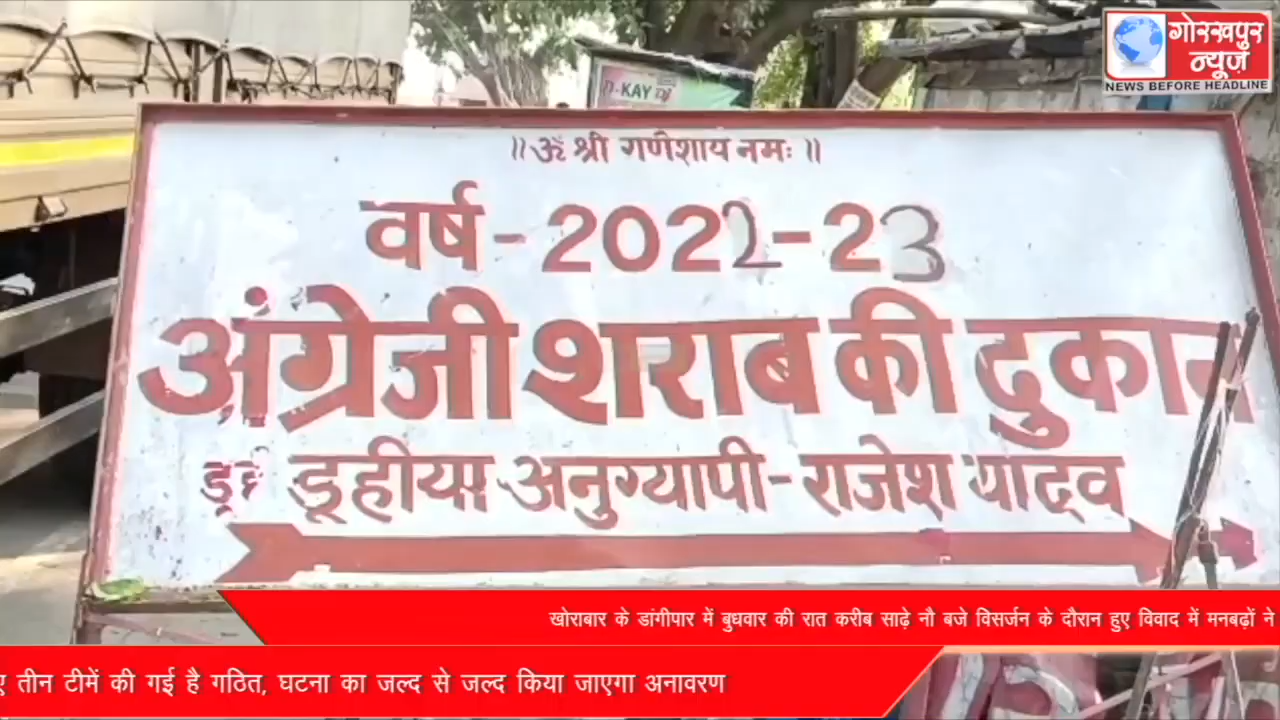 गोरखपुर
न्यूज़
NEWS BEFORE HEADLINE
-KAY
॥ ॐ श्री गणेशाय नमः ॥
वर्ष - 2022-23
अंग्रेजी शराब की दुकान
डूहीया अनुग्यापी - राजेश यादव
खोराबार के डांगीपार में बुधवार की रात करीब साढ़े नौ बजे विसर्जन के दौरान हुए विवाद में मनबढ़ों ने
तीन टीमें की गई है गठित, घटना का जल्द से जल्द किया जाएगा अनावरण